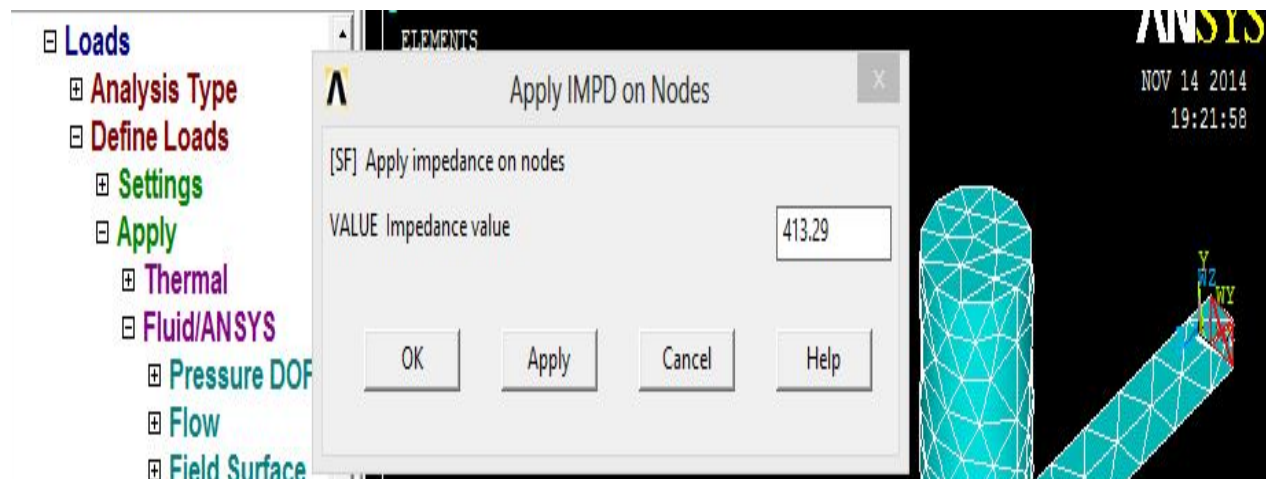 Loads
Analysis Type
Define Loads
Settings
Apply
Thermal
Fluid/ANSYS
Pressure DOF
Flow
Field Surface
ELEMENTS
Apply IMPD on Nodes
X
[SF] Apply impedance on nodes
VALUE Impedance value
413.29
OK
Apply
Cancel
Help
ANSYS
NOV 14 2014
19:21:58
Y
WZ
WY